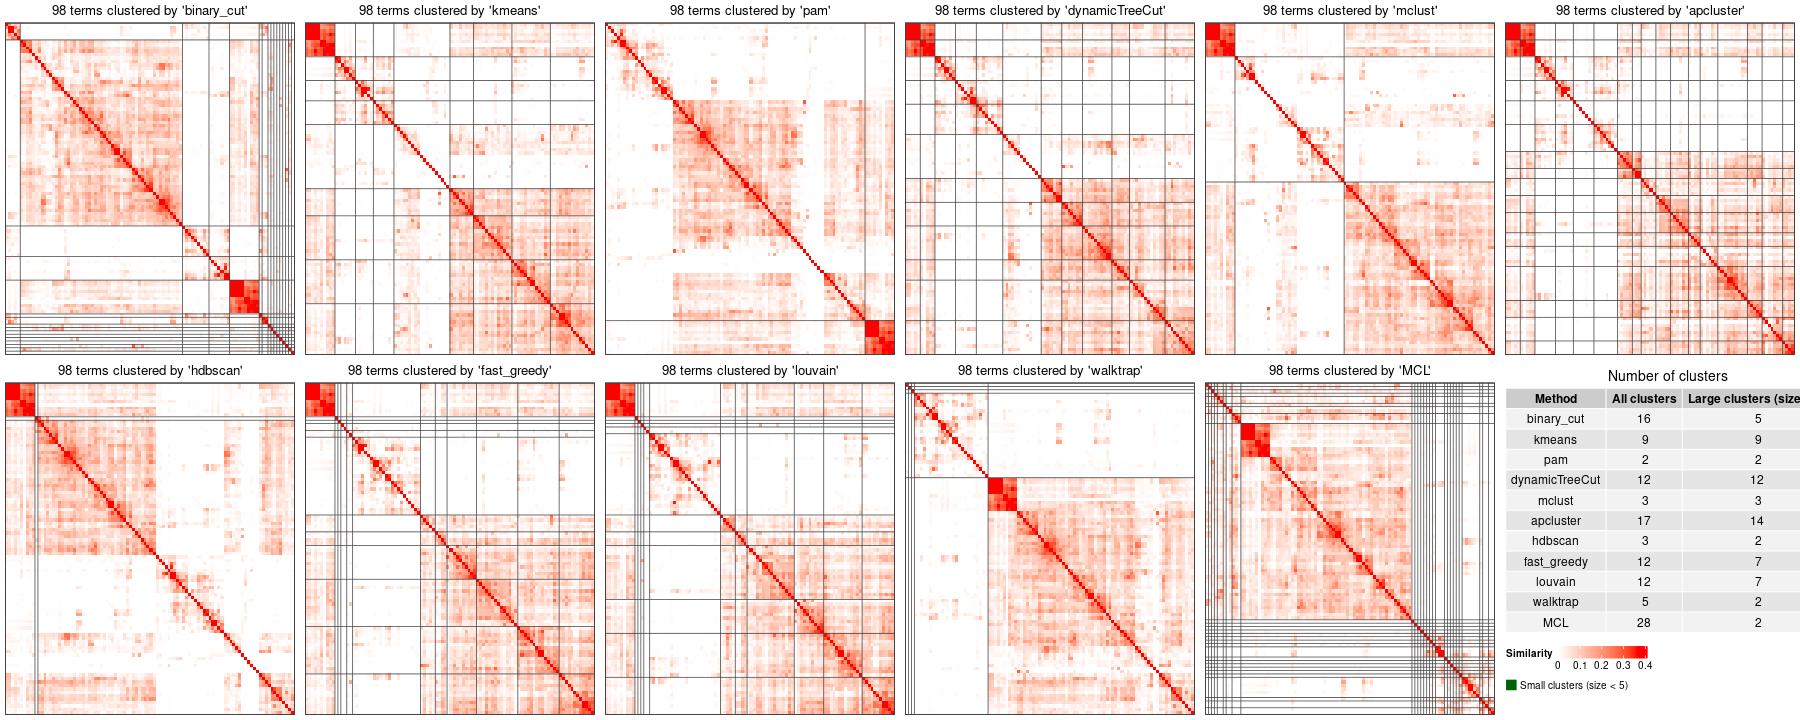 98 terms clustered by 'binary_cut'
98 terms clustered by 'kmeans'
98 terms clustered by 'pam'
98 terms clustered by 'dynamicTreeCut'
98 terms clustered by 'mclust'
98 terms clustered by 'apcluster'
98 terms clustered by 'hdbscan'
98 terms clustered by 'fast_greedy'
98 terms clustered by 'louvain'
98 terms clustered by 'walktrap'
98 terms clustered by 'MCL'
Number of clusters
Method All clusters Large clusters (size
binary_cut 16 5
kmeans 9 9
pam 2 2
dynamicTreeCut 12 12
mclust 3 3
apcluster 17 14
hdbscan 3 2
fast_greedy 12 7
louvain 12 7
walktrap 5 2
MCL 28 2
Similarity
0 0.1 0.2 0.3 0.4
Small clusters (size < 5)